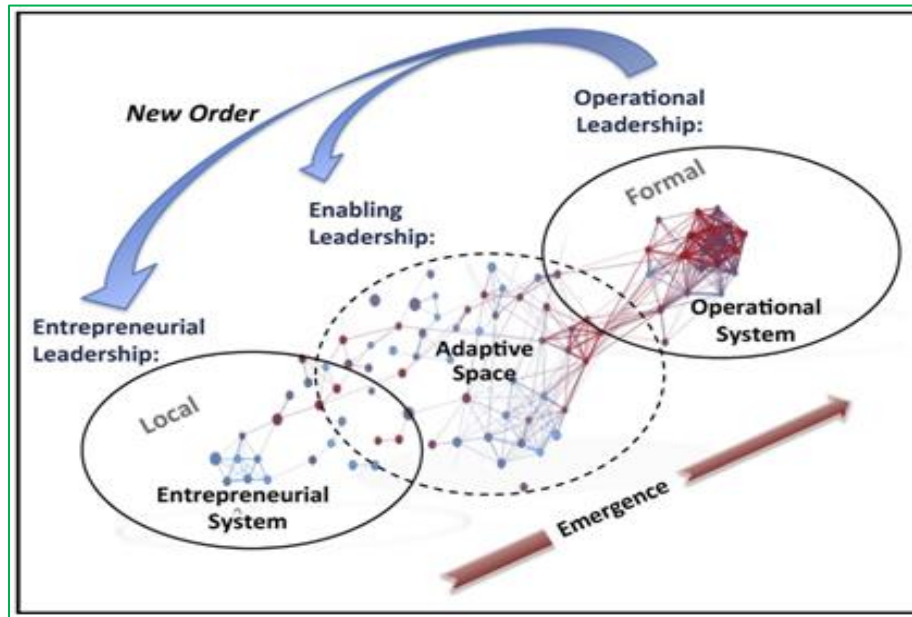 New Order
Operational
Leadership:
Formal
Enabling
Leadership:
Operational
System
Entrepreneurial
Leadership:
Adaptive
Space
Local
Entrepreneurial
System
Emergence